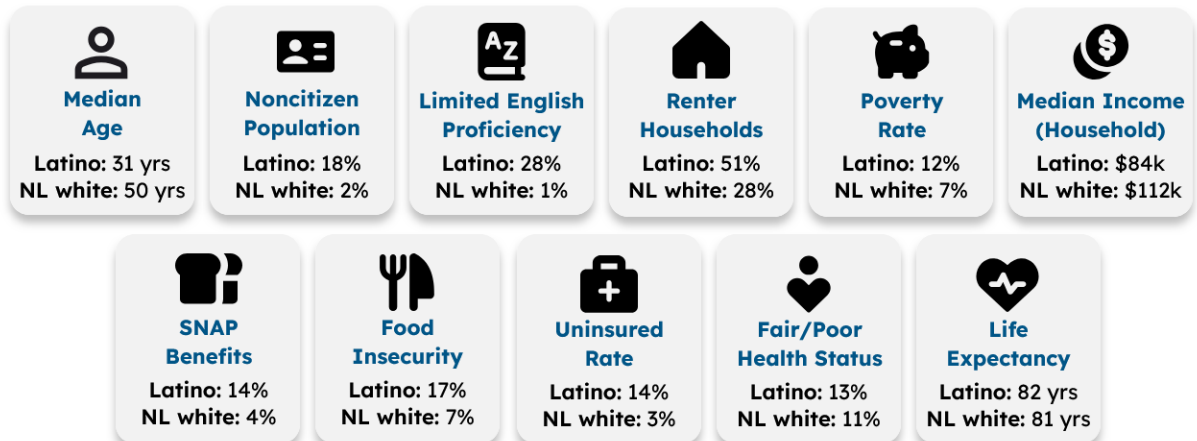 A Z
Median
Age
Latino: 31 yrs
NL white: 50 yrs
Noncitizen
Population
Latino: 18%
NL white: 2%
Limited English
Proficiency
Latino: 28%
NL white: 1%
Renter
Households
Latino: 51%
NL white: 28%
Poverty
Rate
Latino: 12%
NL white: 7%
$
Median Income
(Household)
Latino: $84k
NL white: $112k
SNAP
Benefits
Latino: 14%
NL white: 4%
Food
Insecurity
Latino: 17%
NL white: 7%
Uninsured
Rate
Latino: 14%
NL white: 3%
Fair/Poor
Health Status
Latino: 13%
NL white: 11%
Life
Expectancy
Latino: 82 yrs
NL white: 81 yrs